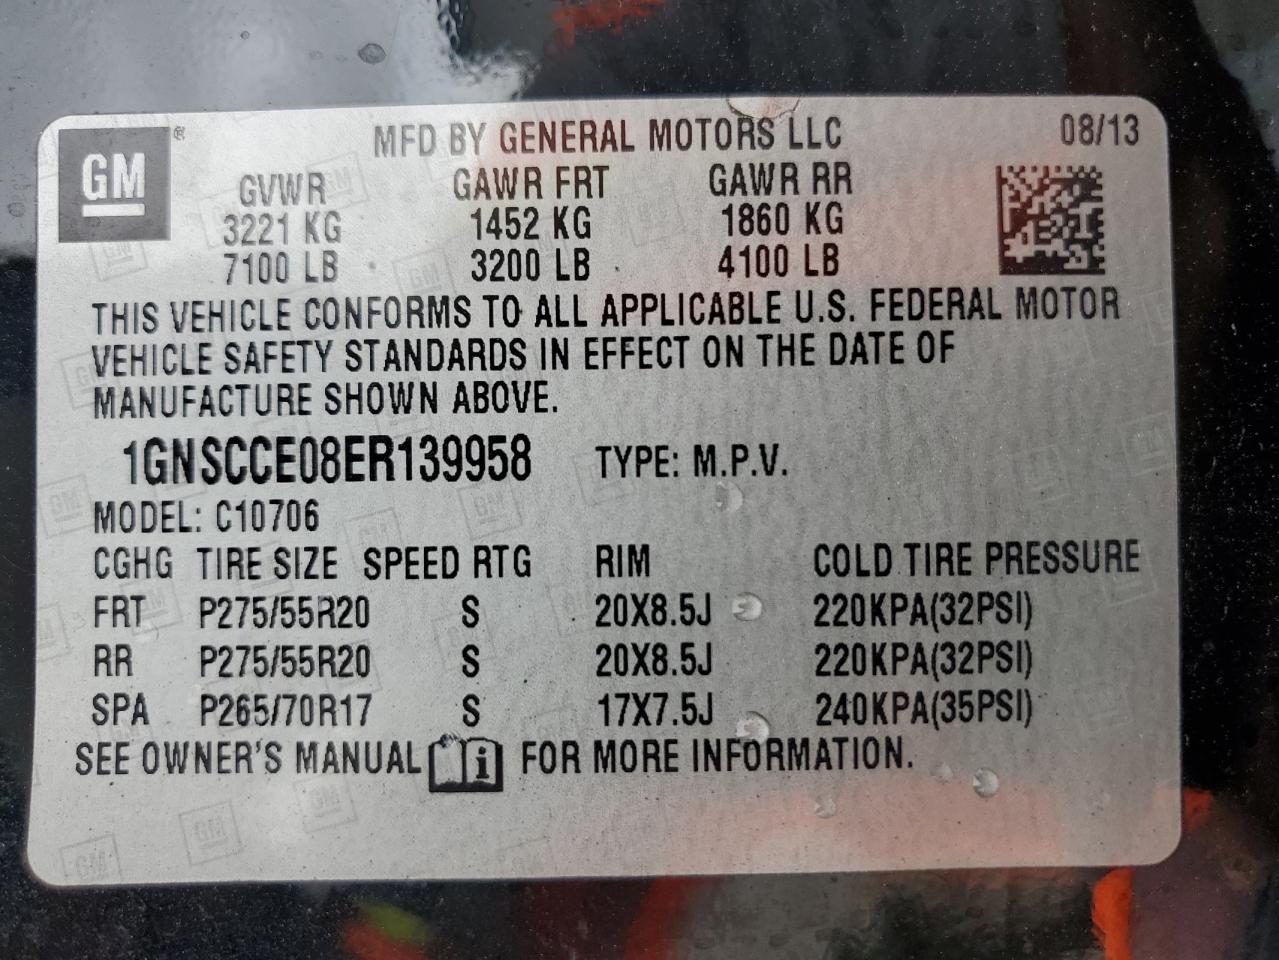 GM ® MFD BY GENERAL MOTORS LLC 08/13
GVWR GAWR FRT GAWR RR
3221 KG 1452 KG 1860 KG
7100 LB 3200 LB 4100 LB
THIS VEHICLE CONFORMS TO ALL APPLICABLE U.S. FEDERAL MOTOR
VEHICLE SAFETY STANDARDS IN EFFECT ON THE DATE OF
MANUFACTURE SHOWN ABOVE.
1GNSCCE08ER139958 TYPE: M.P.V.
MODEL: C10706
CGHG TIRE SIZE SPEED RTG RIM COLD TIRE PRESSURE
FRT P275/55R20 S 20X8.5J 220KPA(32PSI)
RR P275/55R20 S 20X8.5J 220KPA(32PSI)
SPA P265/70R17 S 17X7.5J 240KPA(35PSI)
SEE OWNER'S MANUAL i FOR MORE INFORMATION.